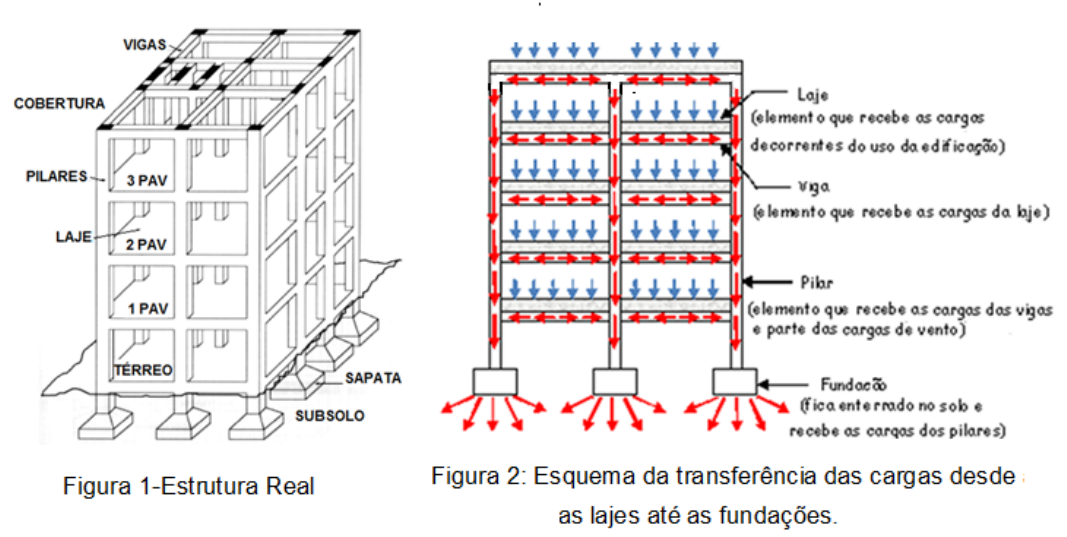 VIGAS
COBERTURA
PILARES
3 PAV
LAJE
2 PAV
1 PAV
TÉRREO
SAPATA
SUBSOLO
Figura 1-Estrutura Real
Laje
(elemento que recebe as cargas
decorrentes do uso da edificação)
Viga
(elemento que recebe as cargas da laje)
Pilar
(elemento que recebe as cargas das vigas
e parte das cargas de vento)
Fundação
(fica enterrado no solo e
recebe as cargas dos pilares)
Figura 2: Esquema da transferência das cargas desde
as lajes até as fundações.